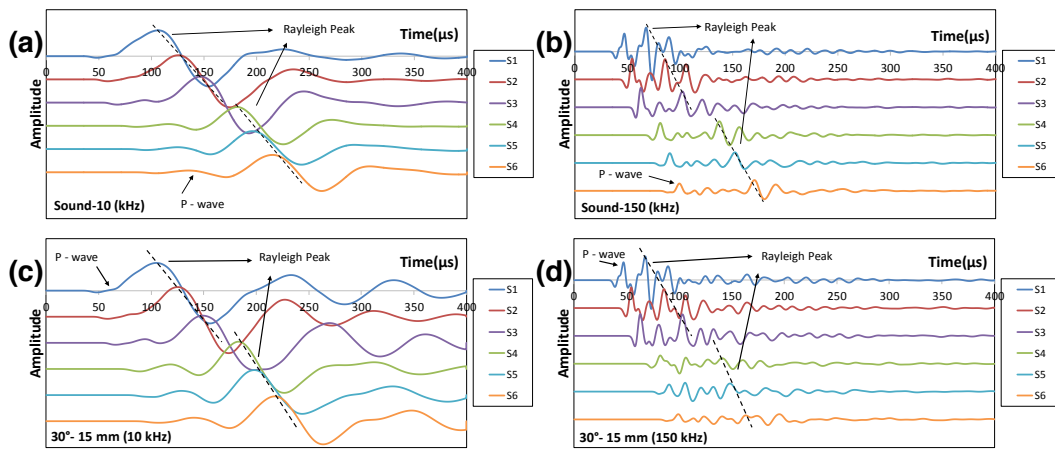 (a)
Rayleigh Peak
Time(µs)
0 50 100 150 200 250 300 350 400
Amplitude
P - wave
Sound-10 (kHz)
S1
S2
S3
S4
S5
S6
(b)
Rayleigh Peak
Time(µs)
0 50 100 150 200 250 300 350 400
Amplitude
P - wave
Sound-150 (kHz)
S1
S2
S3
S4
S5
S6
(c)
P - wave
Rayleigh Peak
Time(µs)
0 50 100 150 200 250 300 350 400
Amplitude
30°- 15 mm (10 kHz)
S1
S2
S3
S4
S5
S6
(d)
P - wave
Rayleigh Peak
Time(µs)
0 50 100 150 200 250 300 350 400
Amplitude
30°- 15 mm (150 kHz)
S1
S2
S3
S4
S5
S6